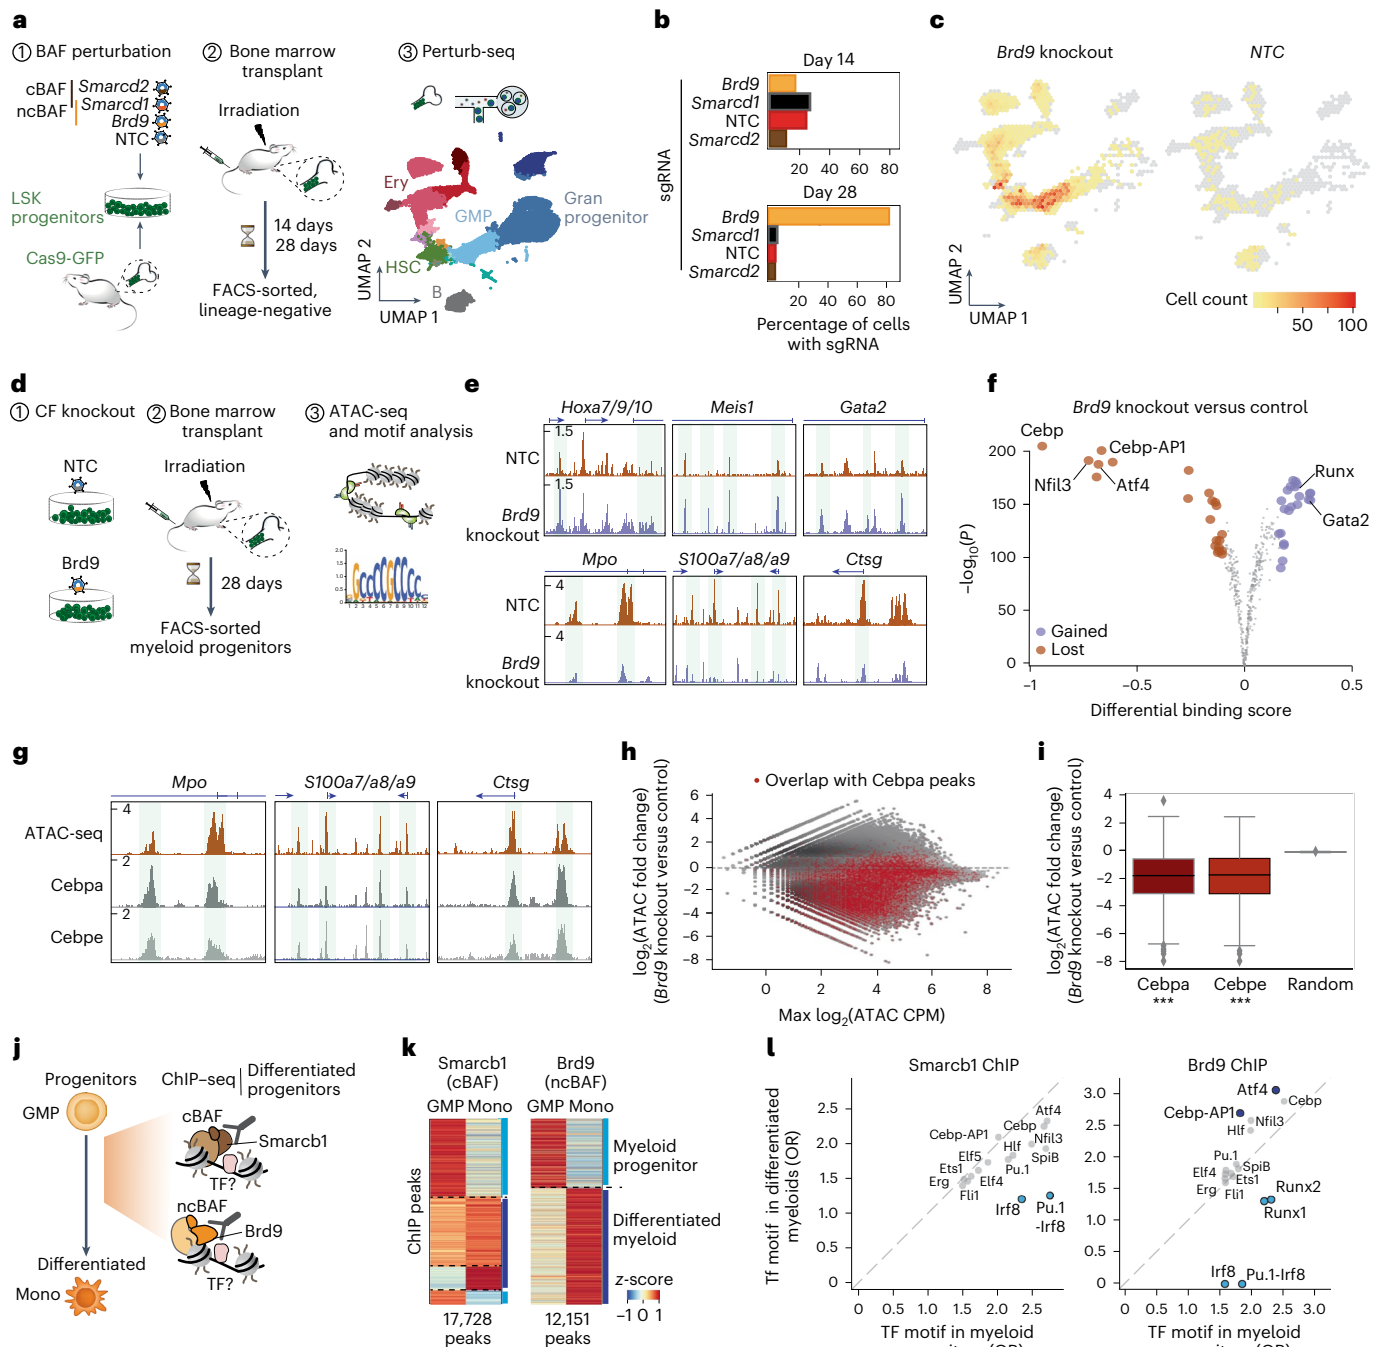 a
① BAF perturbation
cBAF
ncBAF
Smarcd2
Smarcd1
Brd9
NTC
LSK
progenitors
Cas9-GFP
② Bone marrow
transplant
Irradiation
14 days
28 days
FACS-sorted,
lineage-negative
③ Perturb-seq
Ery
GMP
Gran
progenitor
HSC
B
UMAP 2
UMAP 1
b
Day 14
sgRNA
Brd9
Smarcd1
NTC
Smarcd2
20 40 60 80
Day 28
Brd9
Smarcd1
NTC
Smarcd2
20 40 60 80
Percentage of cells
with sgRNA
c
Brd9 knockout
NTC
UMAP 2
UMAP 1
Cell count
50 100
d
① CF knockout
NTC
Brd9
② Bone marrow
transplant
Irradiation
28 days
FACS-sorted
myeloid progenitors
③ ATAC-seq
and motif analysis
e
Hoxa7/9/10 Meis1 Gata2
NTC
1.5
Brd9
knockout
1.5
Mpo S100a7/a8/a9 Ctsg
NTC
4
Brd9
knockout
4
f
Brd9 knockout versus control
Cebp
Cebp-AP1
Nfil3
Atf4
Runx
Gata2
Gained
Lost
−log10(P)
200
150
100
50
0
−1 −0.5 0 0.5
Differential binding score
g
Mpo S100a7/a8/a9 Ctsg
ATAC-seq
4
Cebpa
2
Cebpe
2
h
Overlap with Cebpa peaks
log2(ATAC fold change)
(Brd9 knockout versus control)
6
4
2
0
−2
−4
−6
−8
0 2 4 6 8
Max log2(ATAC CPM)
i
log2(ATAC fold change)
(Brd9 knockout versus control)
4
2
0
−2
−4
−6
−8
Cebpa Cebpe Random
*** ***
j
Progenitors
GMP
Differentiated
Mono
ChIP–seq
Differentiated
progenitors
cBAF
Smarcb1
TF?
ncBAF
Brd9
TF?
k
Smarcb1
(cBAF)
Brd9
(ncBAF)
GMP Mono GMP Mono
ChIP peaks
Myeloid
progenitor
Differentiated
myeloid
z-score
−1 0 1
17,728
peaks
12,151
peaks
l
Smarcb1 ChIP
Tf motif in differentiated
myeloids (OR)
2.5
2.0
1.5
1.0
0.5
0
Atf4
Cebp
Cebp-AP1
Nfil3
Hlf
SpiB
Elf5
Pu.1
Ets1
Elf4
Erg
Fli1
Irf8
Pu.1
-Irf8
0 0.5 1.0 1.5 2.0 2.5
TF motif in myeloid
Brd9 ChIP
3.0
2.5
2.0
1.5
1.0
0.5
0
Atf4
Cebp
Cebp-AP1
Nfil3
Hlf
Pu.1
SpiB
Elf4
Ets1
Erg
Fli1
Runx2
Runx1
Irf8
Pu.1-Irf8
0 0.5 1.0 1.5 2.0 2.5 3.0
TF motif in myeloid